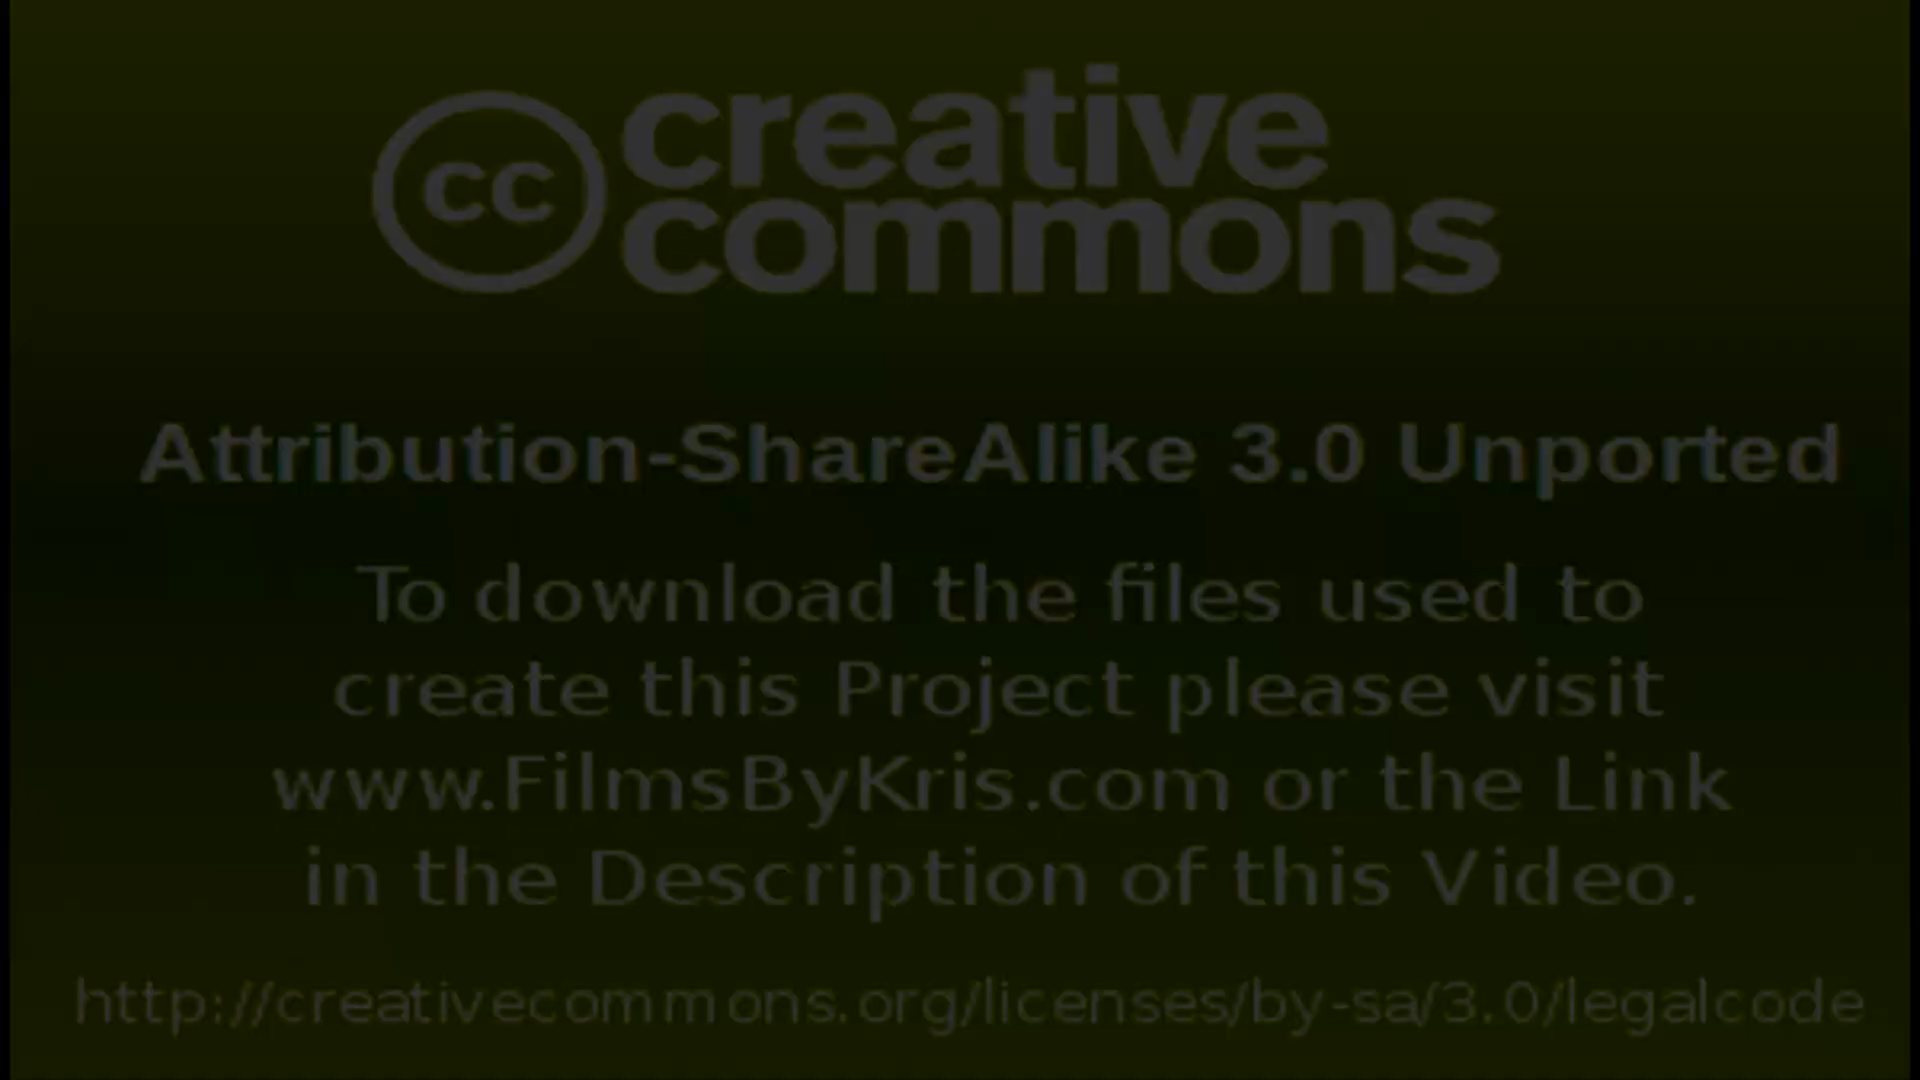 cc creative
commons
Attribution-ShareAlike 3.0 Unported
To download the files used to
create this Project please visit
www.FilmsByKris.com or the Link
in the Description of this Video.
http://creativecommons.org/licenses/by-sa/3.0/legalcode